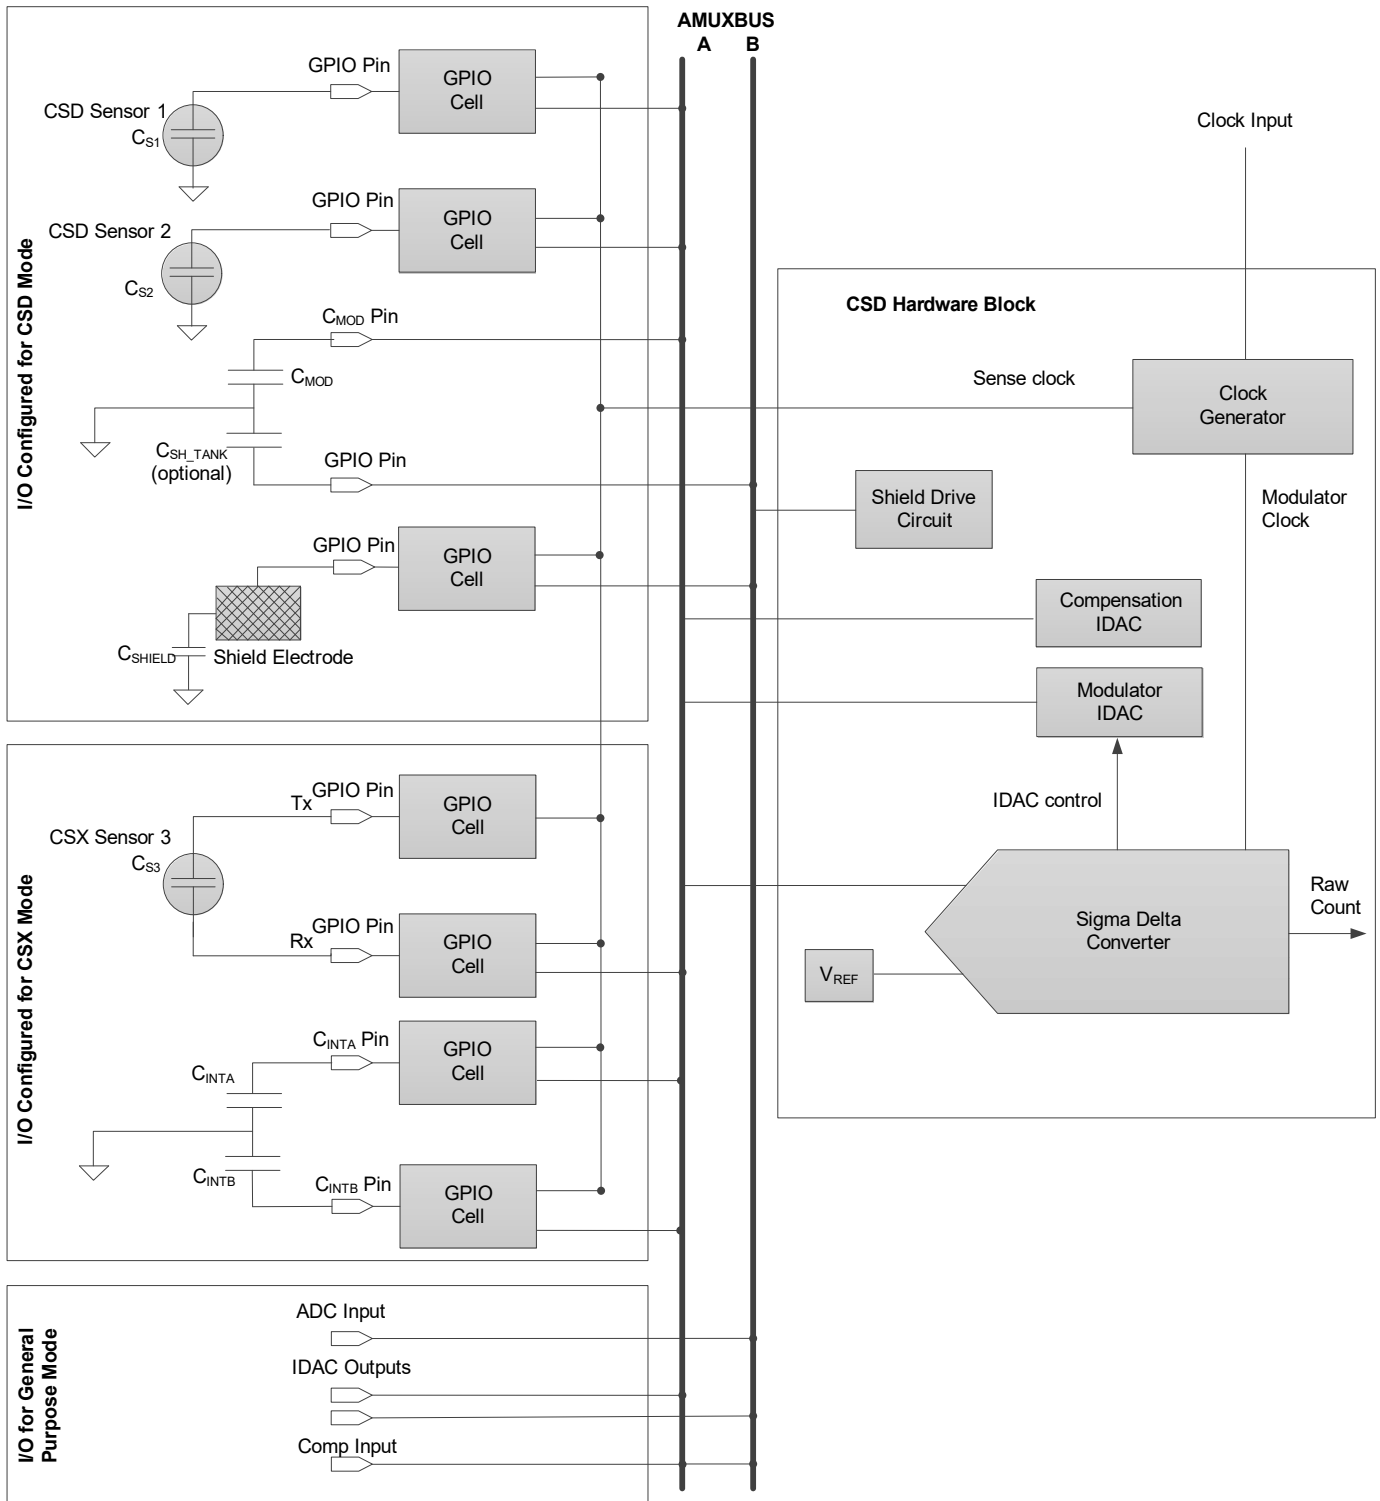 AMUXBUS
A B
I/O Configured for CSD Mode
GPIO Pin
GPIO
Cell
CSD Sensor 1
CS1
GPIO Pin
GPIO
Cell
CSD Sensor 2
CS2
CMOD Pin
CMOD
CSH_TANK
(optional)
GPIO Pin
GPIO Pin
GPIO
Cell
CSHIELD
Shield Electrode
I/O Configured for CSX Mode
GPIO Pin
Tx
GPIO
Cell
CSX Sensor 3
CS3
GPIO Pin
Rx
GPIO
Cell
CINTA Pin
GPIO
Cell
CINTA
CINTB
CINTB Pin
GPIO
Cell
I/O for General
Purpose Mode
ADC Input
IDAC Outputs
Comp Input
Clock Input
CSD Hardware Block
Sense clock
Clock
Generator
Shield Drive
Circuit
Modulator
Clock
Compensation
IDAC
Modulator
IDAC
IDAC control
Sigma Delta
Converter
Raw
Count
VREF